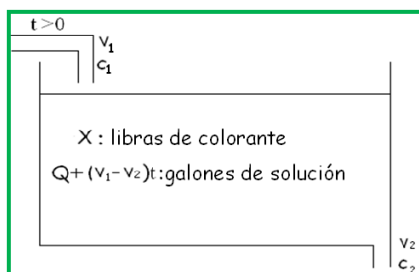 t>0
v₁
c₁
X : libras de colorante
Q+(v₁-v₂)t:galones de solución
v₂
c₂